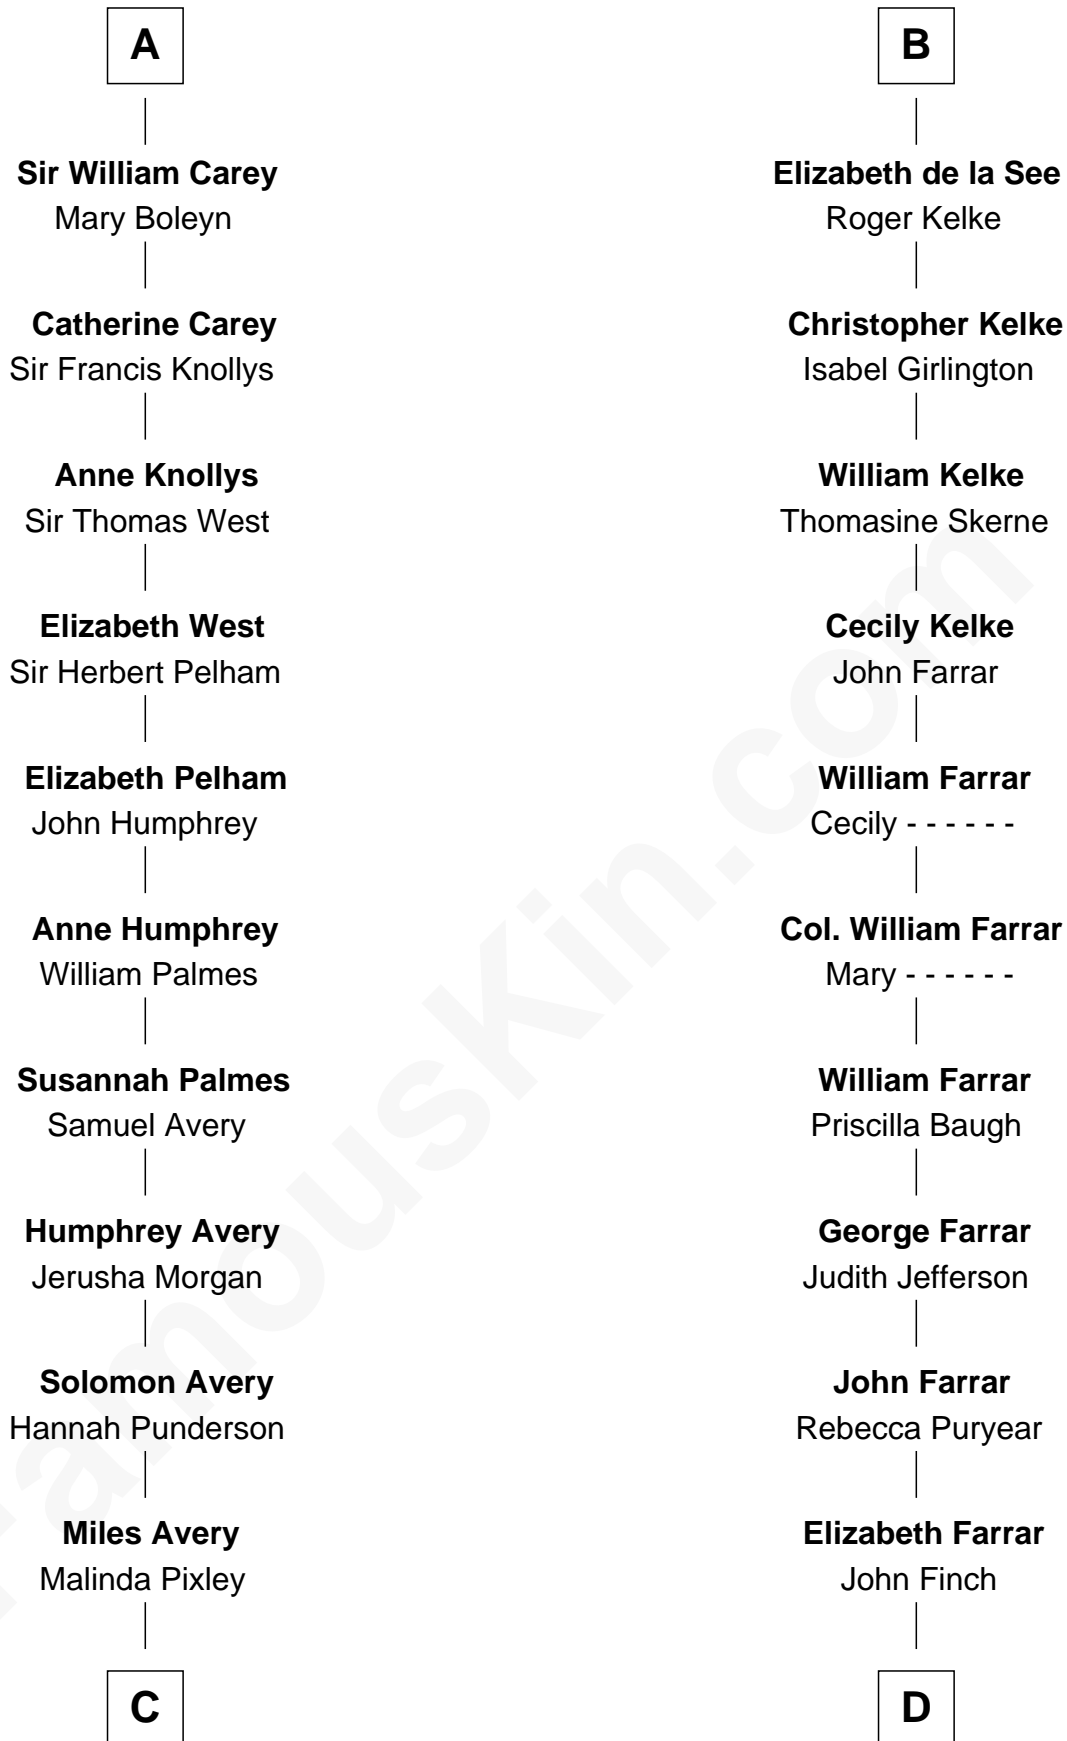 A
Sir William Carey
Mary Boleyn
Catherine Carey
Sir Francis Knollys
Anne Knollys
Sir Thomas West
Elizabeth West
Sir Herbert Pelham
Elizabeth Pelham
John Humphrey
Anne Humphrey
William Palmes
Susannah Palmes
Samuel Avery
Humphrey Avery
Jerusha Morgan
Solomon Avery
Hannah Punderson
Miles Avery
Malinda Pixley
C
B
Elizabeth de la See
Roger Kelke
Christopher Kelke
Isabel Girlington
William Kelke
Thomasine Skerne
Cecily Kelke
John Farrar
William Farrar
Cecily - - - - - -
Col. William Farrar
Mary - - - - - -
William Farrar
Priscilla Baugh
George Farrar
Judith Jefferson
John Farrar
Rebecca Puryear
Elizabeth Farrar
John Finch
D
FamousKin.com